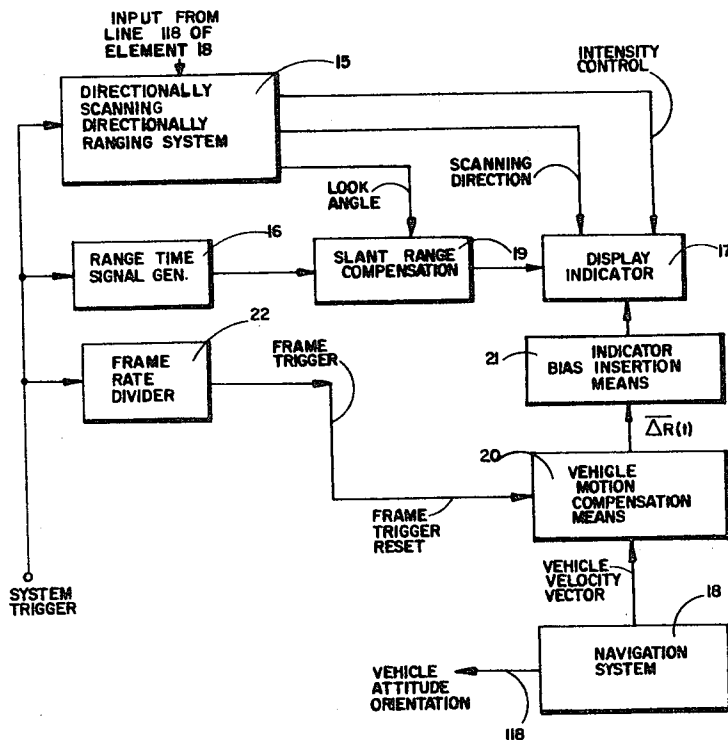 INPUT FROM
LINE 118 OF
ELEMENT 18
15
DIRECTIONALLY
SCANNING
DIRECTIONALLY
RANGING SYSTEM
INTENSITY
CONTROL
SCANNING
DIRECTION
LOOK
ANGLE
16
RANGE TIME
SIGNAL GEN.
SLANT RANGE
COMPENSATION
19
DISPLAY
INDICATOR
17
22
FRAME
RATE
DIVIDER
FRAME
TRIGGER
21
INDICATOR
BIAS INSERTION
MEANS
ΔR(t)
20
VEHICLE
MOTION
COMPENSATION
MEANS
FRAME
TRIGGER
RESET
SYSTEM
TRIGGER
VEHICLE
VELOCITY
VECTOR
18
NAVIGATION
SYSTEM
VEHICLE
ATTITUDE
ORIENTATION
118